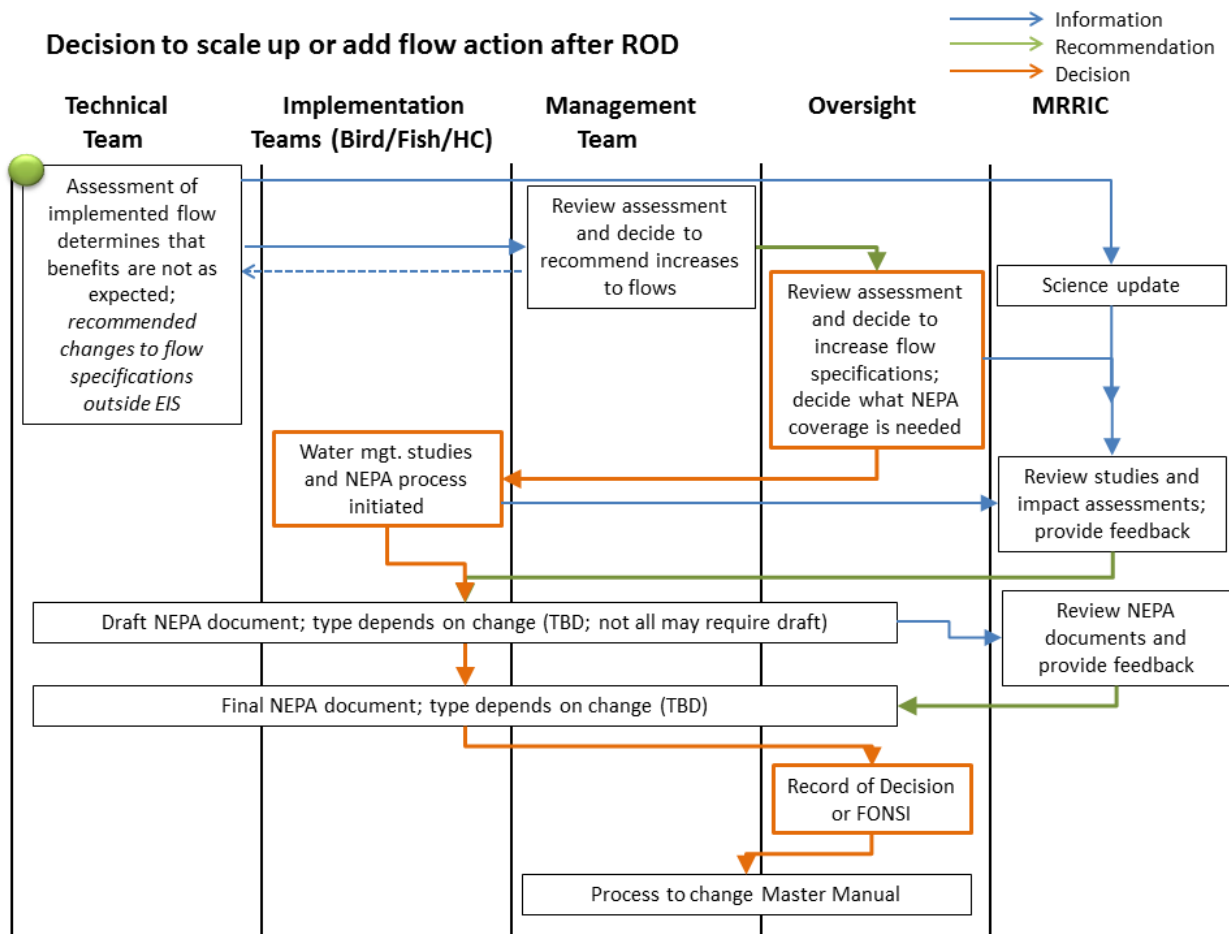 Decision to scale up or add flow action after ROD
Information
Recommendation
Decision
Technical
Team
Implementation
Teams (Bird/Fish/HC)
Management
Team
Oversight
MRRIC
Assessment of
implemented flow
determines that
benefits are not as
expected;
recommended
changes to flow
specifications
outside EIS
Review assessment
and decide to
recommend increases
to flows
Review assessment
and decide to
increase flow
specifications;
decide what NEPA
coverage is needed
Science update
Water mgt. studies
and NEPA process
initiated
Review studies and
impact assessments;
provide feedback
Draft NEPA document; type depends on change (TBD; not all may require draft)
Review NEPA
documents and
provide feedback
Final NEPA document; type depends on change (TBD)
Record of Decision
or FONSI
Process to change Master Manual